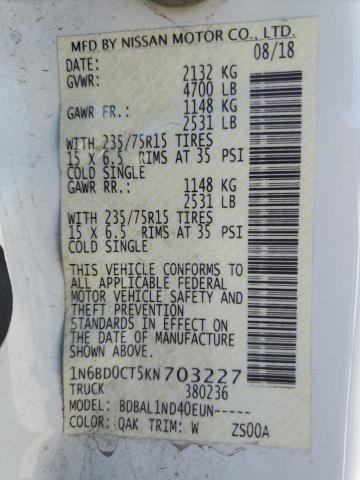 MFD BY NISSAN MOTOR CO., LTD.
DATE: 08/18
GVWR: 2132 KG
4700 LB
GAWR FR.: 1148 KG
2531 LB
WITH 235/75R15 TIRES
15 X 6.5 RIMS AT 35 PSI
COLD SINGLE
GAWR RR.: 1148 KG
2531 LB
WITH 235/75R15 TIRES
15 X 6.5 RIMS AT 35 PSI
COLD SINGLE
THIS VEHICLE CONFORMS TO
ALL APPLICABLE FEDERAL
MOTOR VEHICLE SAFETY AND
THEFT PREVENTION
STANDARDS IN EFFECT ON
THE DATE OF MANUFACTURE
SHOWN ABOVE.
1N6BD0CT5KN703227
TRUCK 380236
MODEL: BDBAL1ND40EUN-----
COLOR: QAK TRIM: W ZS00A